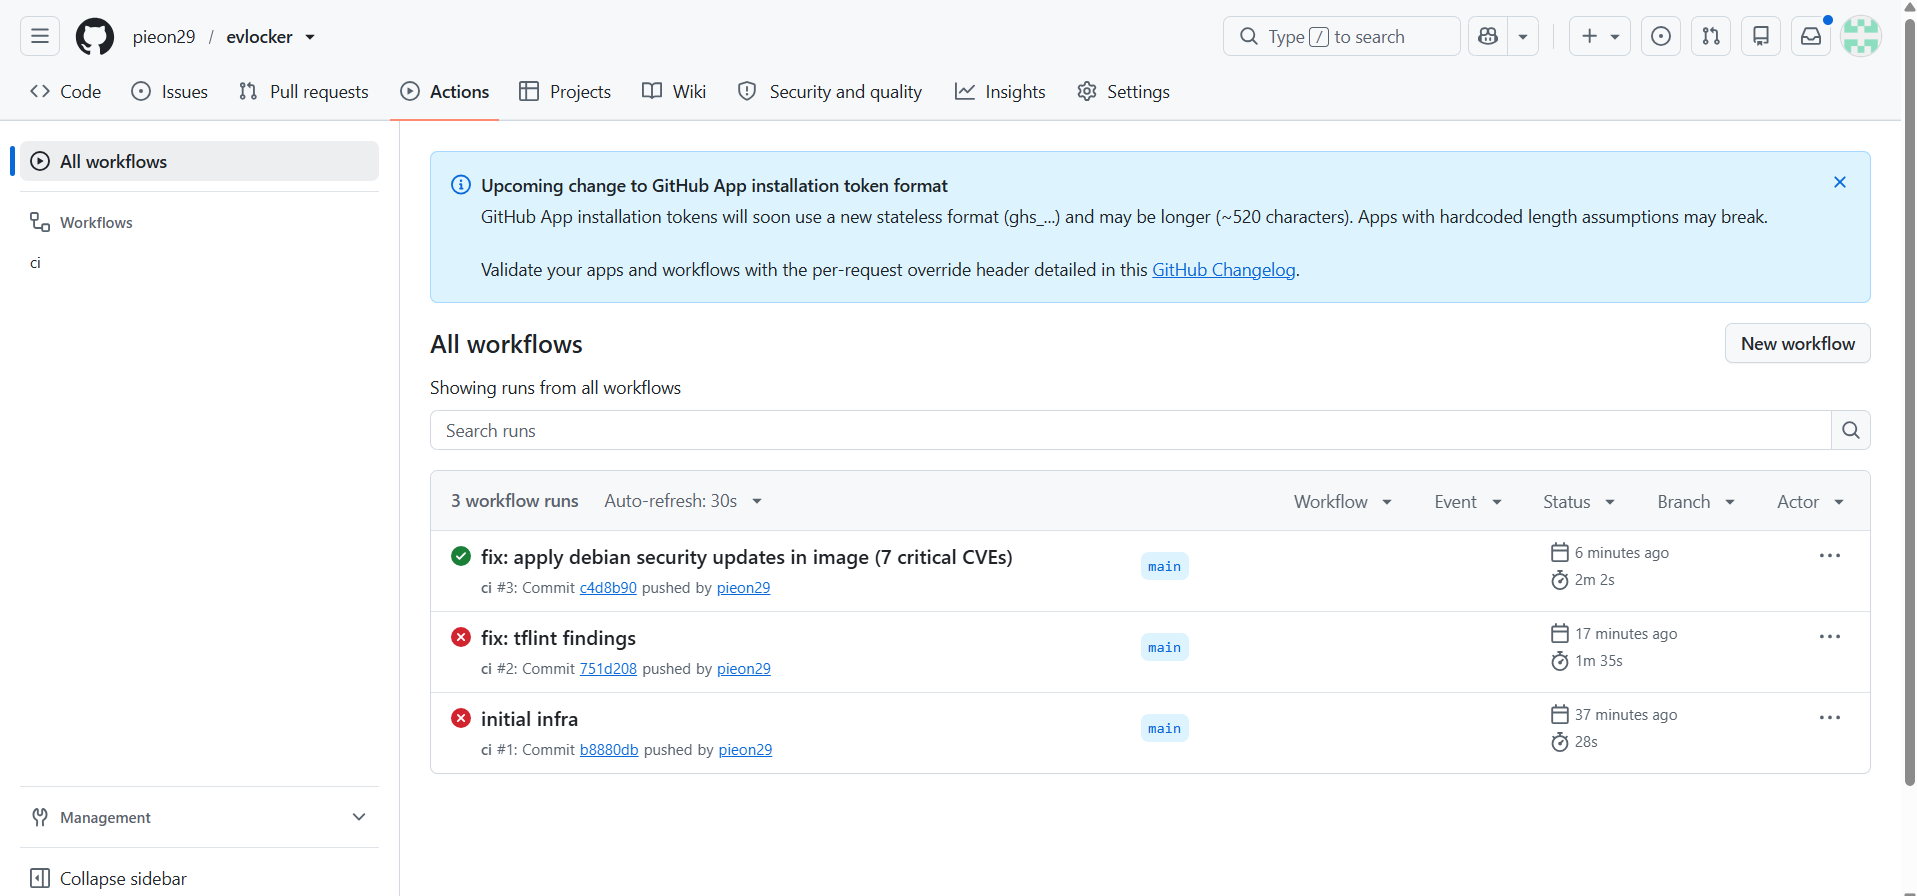 pieon29 / evlocker
Type / to search
Code
Issues
Pull requests
Actions
Projects
Wiki
Security and quality
Insights
Settings
All workflows
Workflows
ci
Management
Collapse sidebar
Upcoming change to GitHub App installation token format
GitHub App installation tokens will soon use a new stateless format (ghs_...) and may be longer (~520 characters). Apps with hardcoded length assumptions may break.
Validate your apps and workflows with the per-request override header detailed in this GitHub Changelog.
All workflows
New workflow
Showing runs from all workflows
Search runs
3 workflow runs
Auto-refresh: 30s
Workflow
Event
Status
Branch
Actor
fix: apply debian security updates in image (7 critical CVEs)
ci #3: Commit c4d8b90 pushed by pieon29
main
6 minutes ago
2m 2s
fix: tflint findings
ci #2: Commit 751d208 pushed by pieon29
main
17 minutes ago
1m 35s
initial infra
ci #1: Commit b8880db pushed by pieon29
main
37 minutes ago
28s